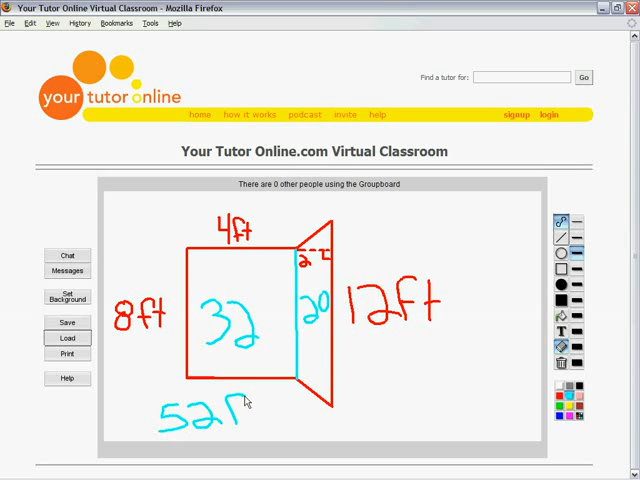 Your Tutor Online Virtual Classroom - Mozilla Firefox
File Edit View History Bookmarks Tools Help
your tutor online
Find a tutor for: Go
home how it works podcast invite help signup login
Your Tutor Online.com Virtual Classroom
There are 0 other people using the Groupboard
Chat
Messages
Set
Background
Save
Load
Print
Help
T
4ft
2
8ft
32
20
12ft
52